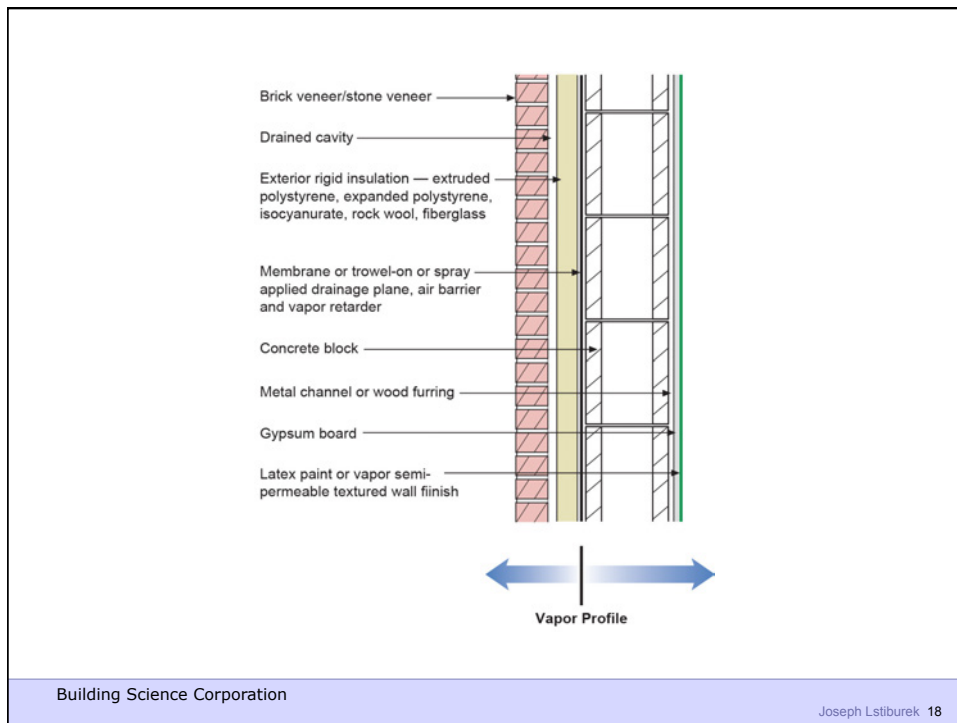 Brick veneer/stone veneer
Drained cavity
Exterior rigid insulation — extruded
polystyrene, expanded polystyrene,
isocyanurate, rock wool, fiberglass
Membrane or trowel-on or spray
applied drainage plane, air barrier
and vapor retarder
Concrete block
Metal channel or wood furring
Gypsum board
Latex paint or vapor semi-
permeable textured wall fiinish
Vapor Profile
Building Science Corporation
Joseph Lstiburek 18